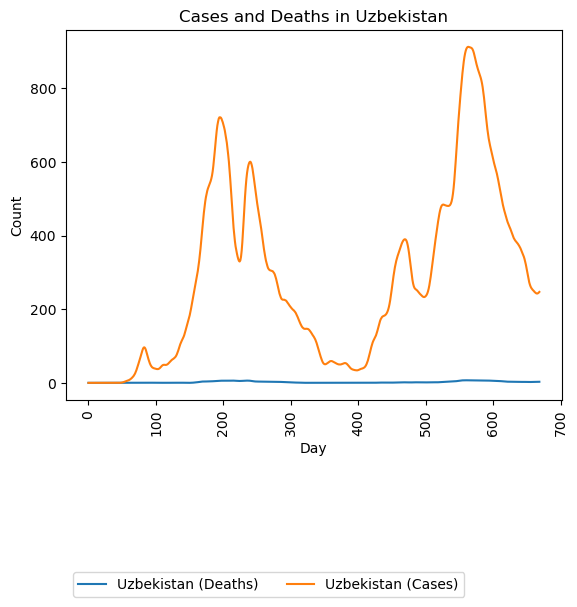 Cases and Deaths in Uzbekistan
Count
800
600
400
200
0
0 100 200 300 400 500 600 700
Day
Uzbekistan (Deaths) Uzbekistan (Cases)